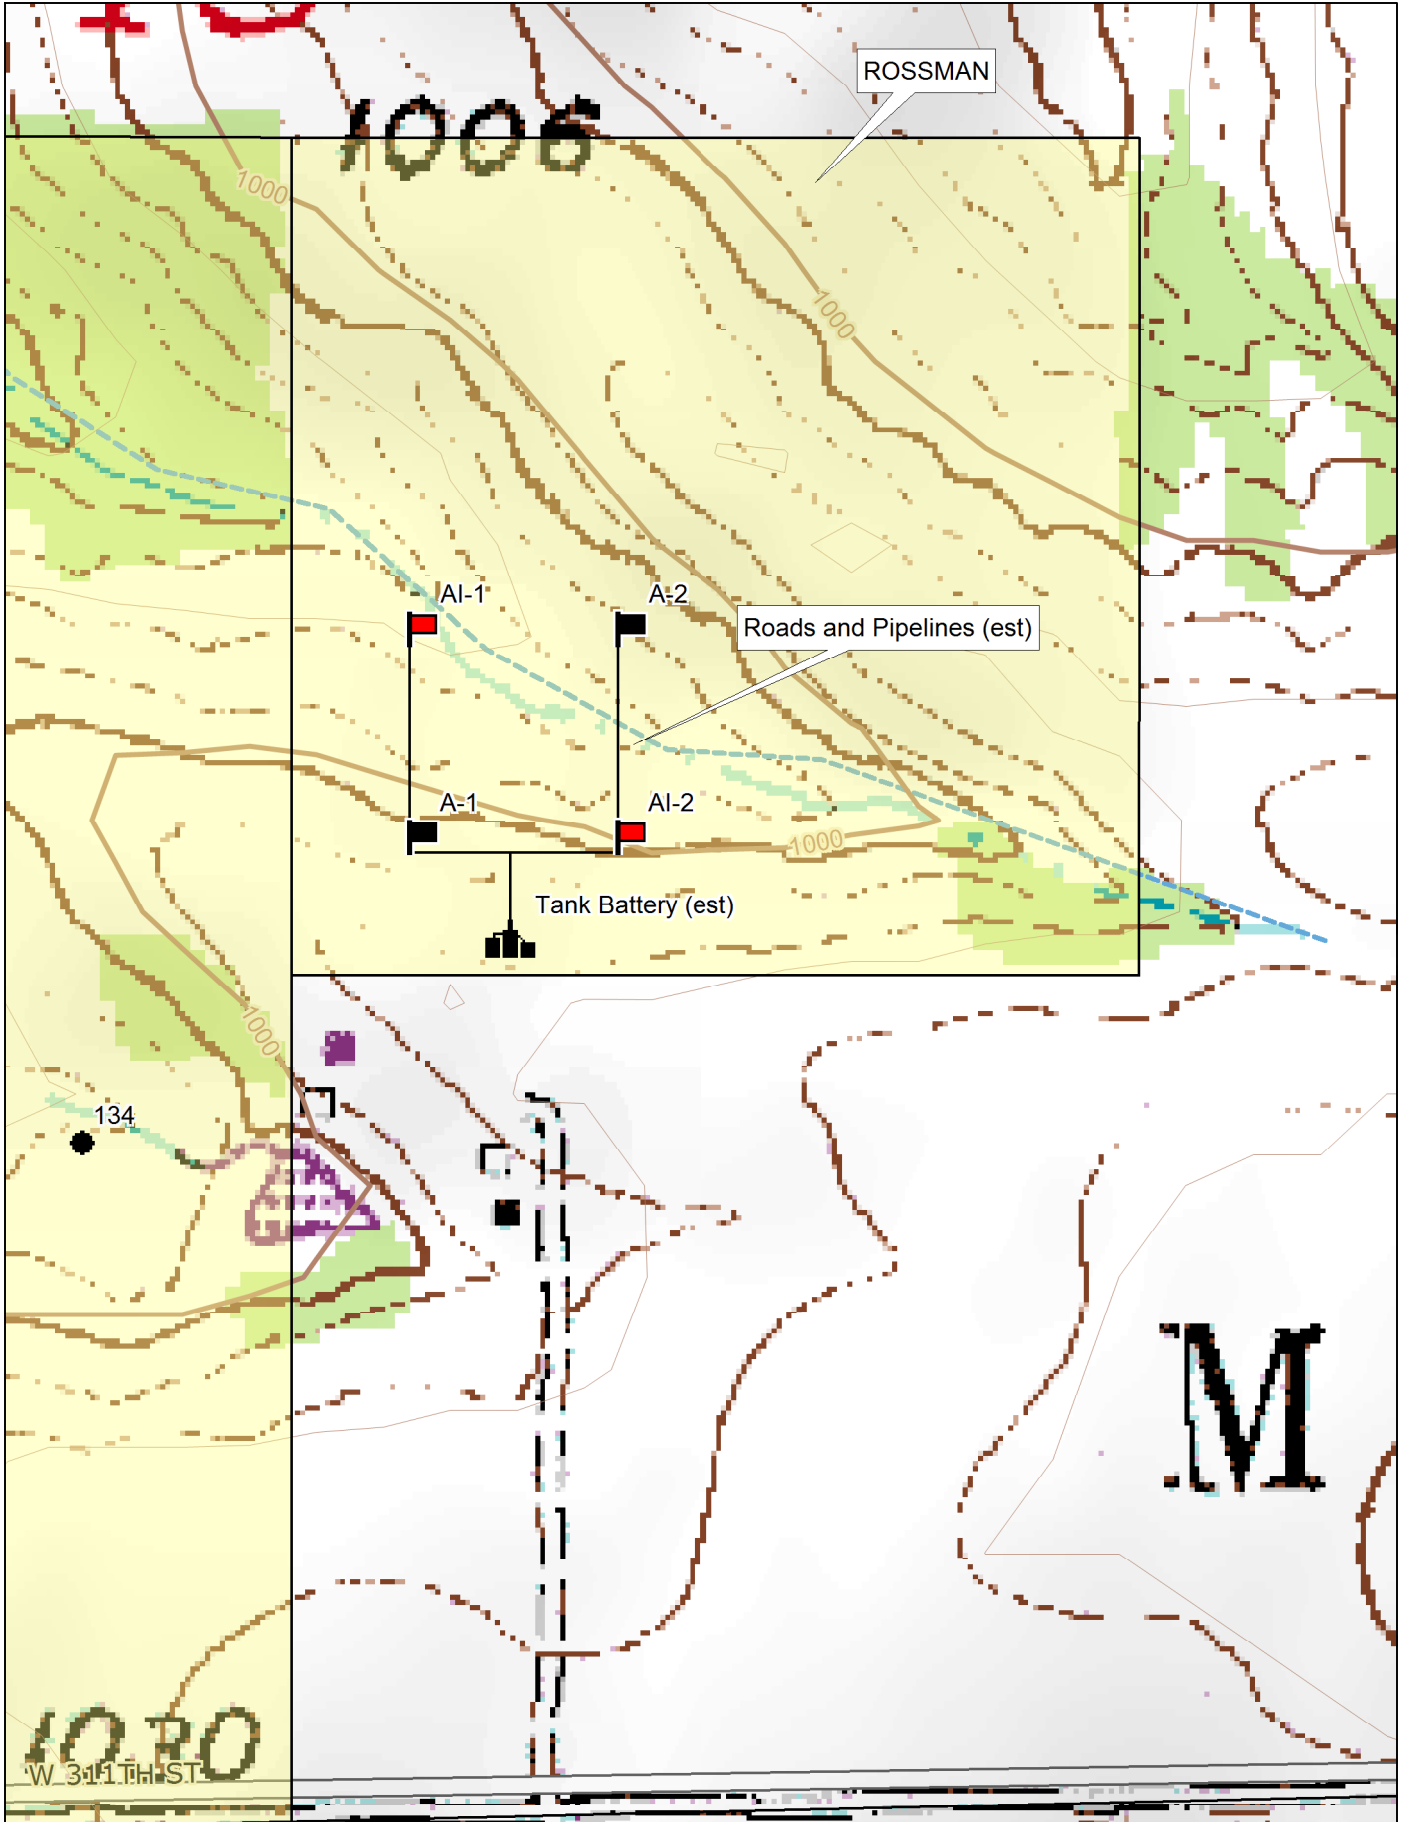 ROSSMAN
1006
1000
1000
AI-1
A-2
Roads and Pipelines (est)
A-1
AI-2
1000
Tank Battery (est)
1000
134
M
1030
W 311TH ST